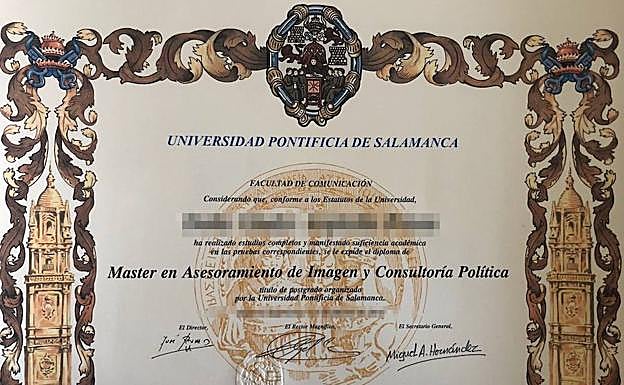 UNIVERSIDAD PONTIFICIA DE SALAMANCA
FACULTAD DE COMUNICACIÓN
Considerando que, conforme a los Estatutos de la Universidad,
ha realizado estudios completos y manifestado suficiencia académica
en las pruebas correspondientes, se le expide el diploma de
Master en Asesoramiento de Imagen y Consultoría Política
título de postgrado organizado
por la Universidad Pontificia de Salamanca.
El Director, El Rector Magnífico, El Secretario General,
Miguel A. Hernández